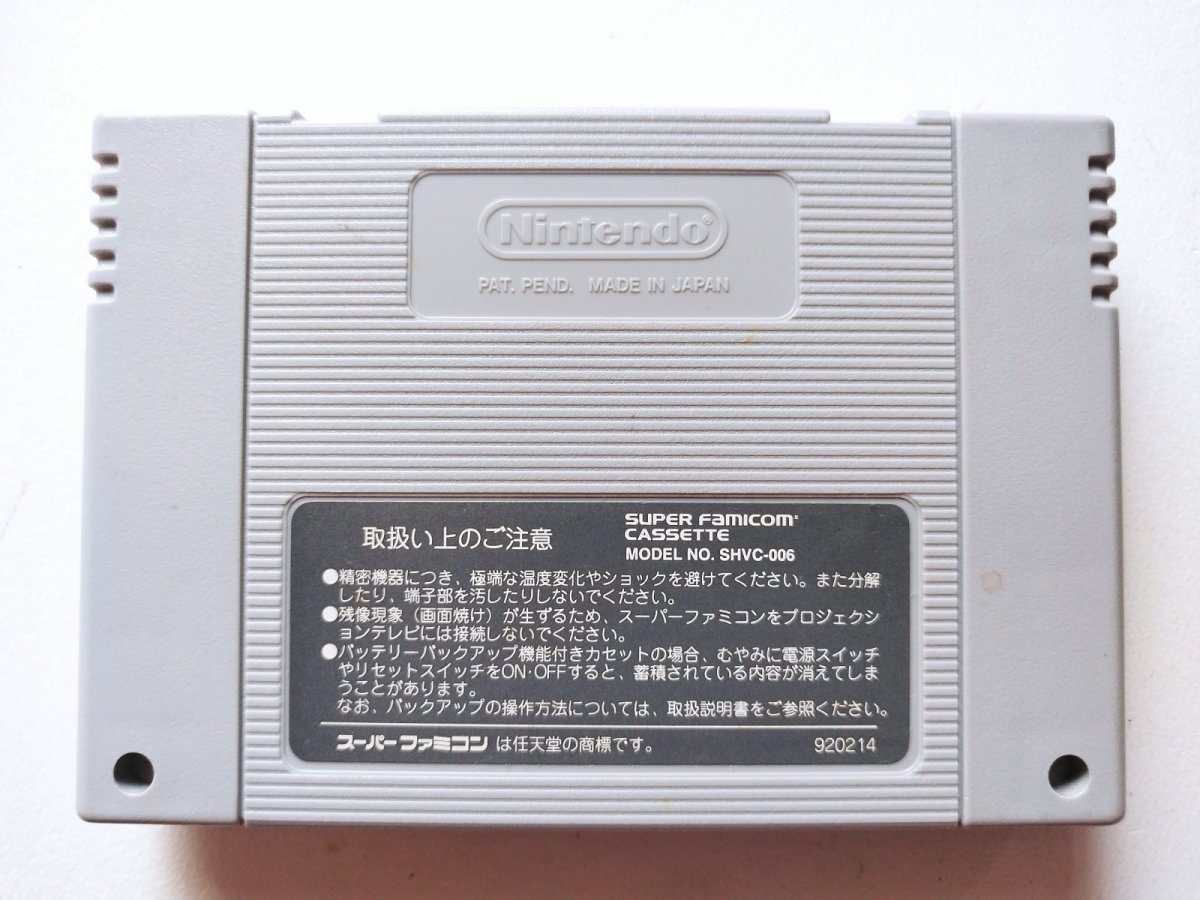 Nintendo®
PAT. PEND. MADE IN JAPAN
取扱い上のご注意
SUPER FAMICOM
CASSETTE
MODEL NO. SHVC-006
●精密機器につき、極端な温度変化やショックを避けてください。また分解
したり、端子部を汚したりしないでください。
●残像現象（画面焼け）が生ずるため、スーパーファミコンをプロジェクシ
ョンテレビには接続しないでください。
●バッテリーバックアップ機能付きカセットの場合、むやみに電源スイッチ
やリセットスイッチをON・OFFすると、蓄積されている内容が消えてしま
うことがあります。
なお、バックアップの操作方法については、取扱説明書をご参照ください。
スーパーファミコンは任天堂の商標です。
920214